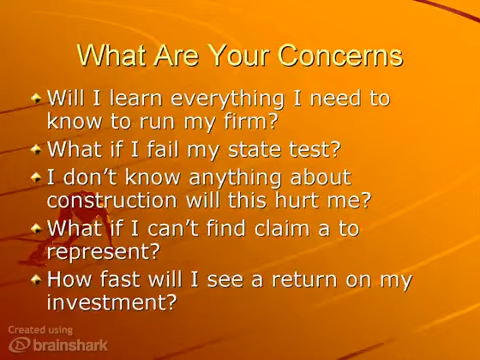 What Are Your Concerns
Will I learn everything I need to
know to run my firm?
What if I fail my state test?
I don't know anything about
construction will this hurt me?
What if I can't find claim a to
represent?
How fast will I see a return on my
investment?
Created using
brainshark